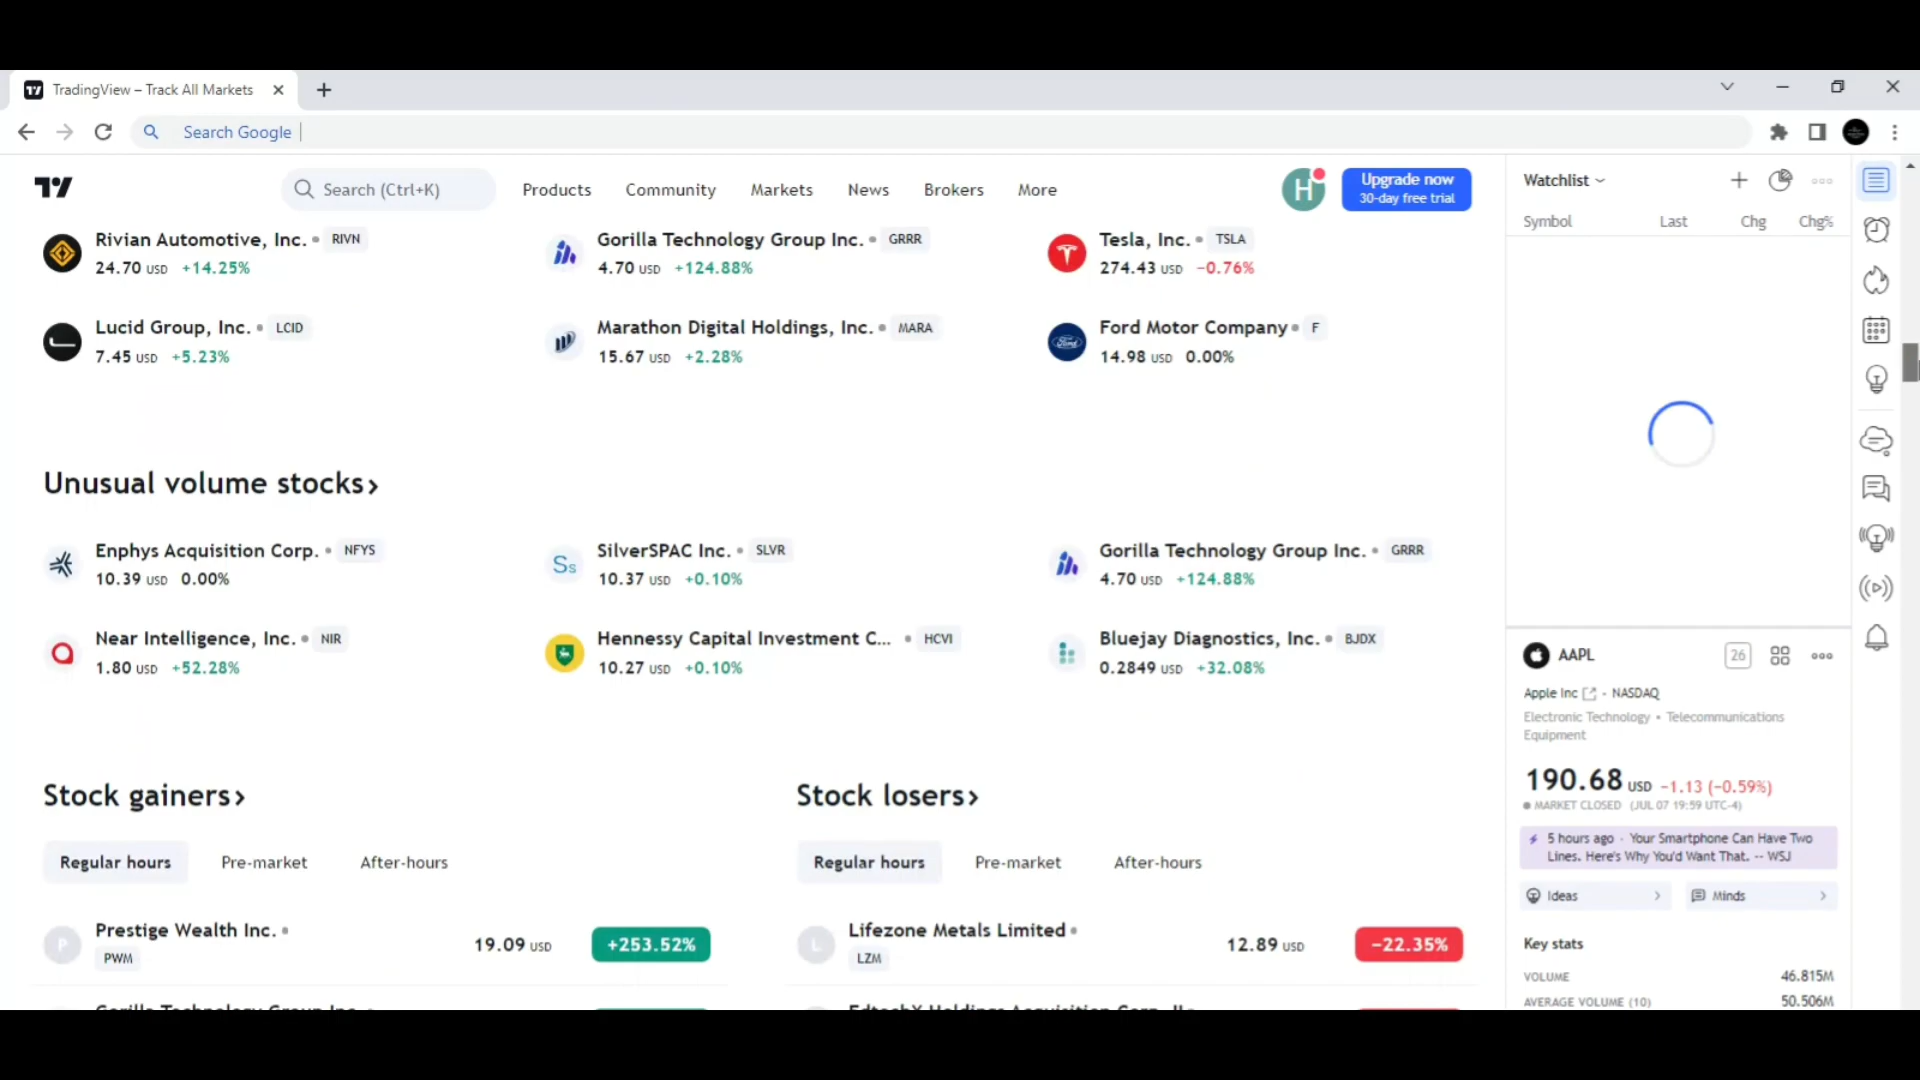 TradingView – Track All Markets
Search Google
Search (Ctrl+K)
Products
Community
Markets
News
Brokers
More
H
Upgrade now
30-day free trial
Rivian Automotive, Inc. • RIVN
24.70 USD +14.25%
Gorilla Technology Group Inc. • GRRR
4.70 USD +124.88%
Tesla, Inc. • TSLA
274.43 USD −0.76%
Lucid Group, Inc. • LCID
7.45 USD +5.23%
Marathon Digital Holdings, Inc. • MARA
15.67 USD +2.28%
Ford Motor Company • F
14.98 USD 0.00%
Unusual volume stocks ›
Enphys Acquisition Corp. • NFYS
10.39 USD 0.00%
SilverSPAC Inc. • SLVR
10.37 USD +0.10%
Gorilla Technology Group Inc. • GRRR
4.70 USD +124.88%
Near Intelligence, Inc. • NIR
1.80 USD +52.28%
Hennessy Capital Investment C... • HCVI
10.27 USD +0.10%
Bluejay Diagnostics, Inc. • BJDX
0.2849 USD +32.08%
Stock gainers ›
Regular hours
Pre-market
After-hours
P
Prestige Wealth Inc. •
PWM
19.09 USD
+253.52%
Stock losers ›
Regular hours
Pre-market
After-hours
L
Lifezone Metals Limited •
LZM
12.89 USD
−22.35%
Watchlist
Symbol Last Chg Chg%
AAPL
26
Apple Inc • NASDAQ
Electronic Technology • Telecommunications
Equipment
190.68 USD −1.13 (−0.59%)
MARKET CLOSED (JUL 07 19:59 UTC-4)
5 hours ago · Your Smartphone Can Have Two
Lines. Here's Why You'd Want That. -- WSJ
Ideas
Minds
Key stats
VOLUME 46.815M
AVERAGE VOLUME (10) 50.506M